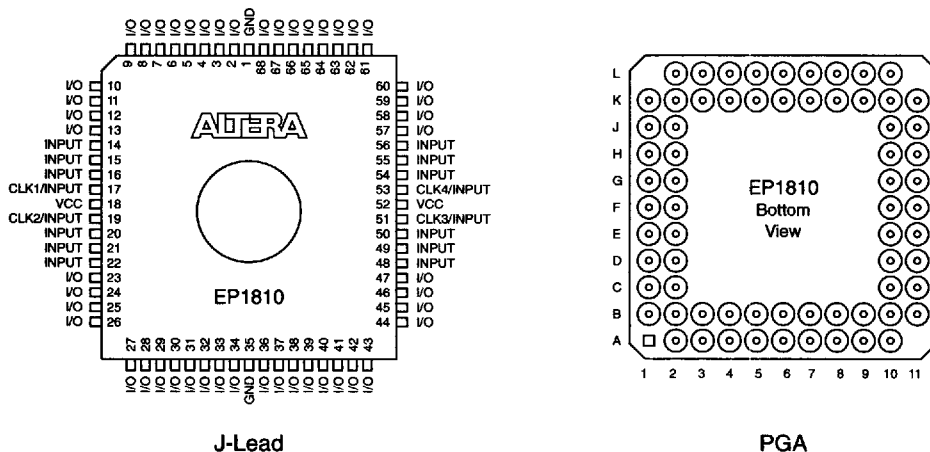 I/O I/O I/O I/O I/O I/O I/O I/O GND I/O I/O I/O I/O I/O I/O I/O I/O
9 8 7 6 5 4 3 2 1 68 67 66 65 64 63 62 61
I/O 10 60 I/O
I/O 11 59 I/O
I/O 12 58 I/O
I/O 13 57 I/O
INPUT 14 56 INPUT
INPUT 15 55 INPUT
INPUT 16 54 INPUT
CLK1/INPUT 17 53 CLK4/INPUT
VCC 18 52 VCC
CLK2/INPUT 19 51 CLK3/INPUT
INPUT 20 50 INPUT
INPUT 21 49 INPUT
INPUT 22 48 INPUT
I/O 23 47 I/O
I/O 24 46 I/O
I/O 25 45 I/O
I/O 26 44 I/O
ALTERA
EP1810
27 28 29 30 31 32 33 34 35 36 37 38 39 40 41 42 43
I/O I/O I/O I/O I/O I/O I/O I/O GND I/O I/O I/O I/O I/O I/O I/O I/O
J-Lead
L
K
J
H
G
F
E
D
C
B
A
EP1810
Bottom
View
1 2 3 4 5 6 7 8 9 10 11
PGA